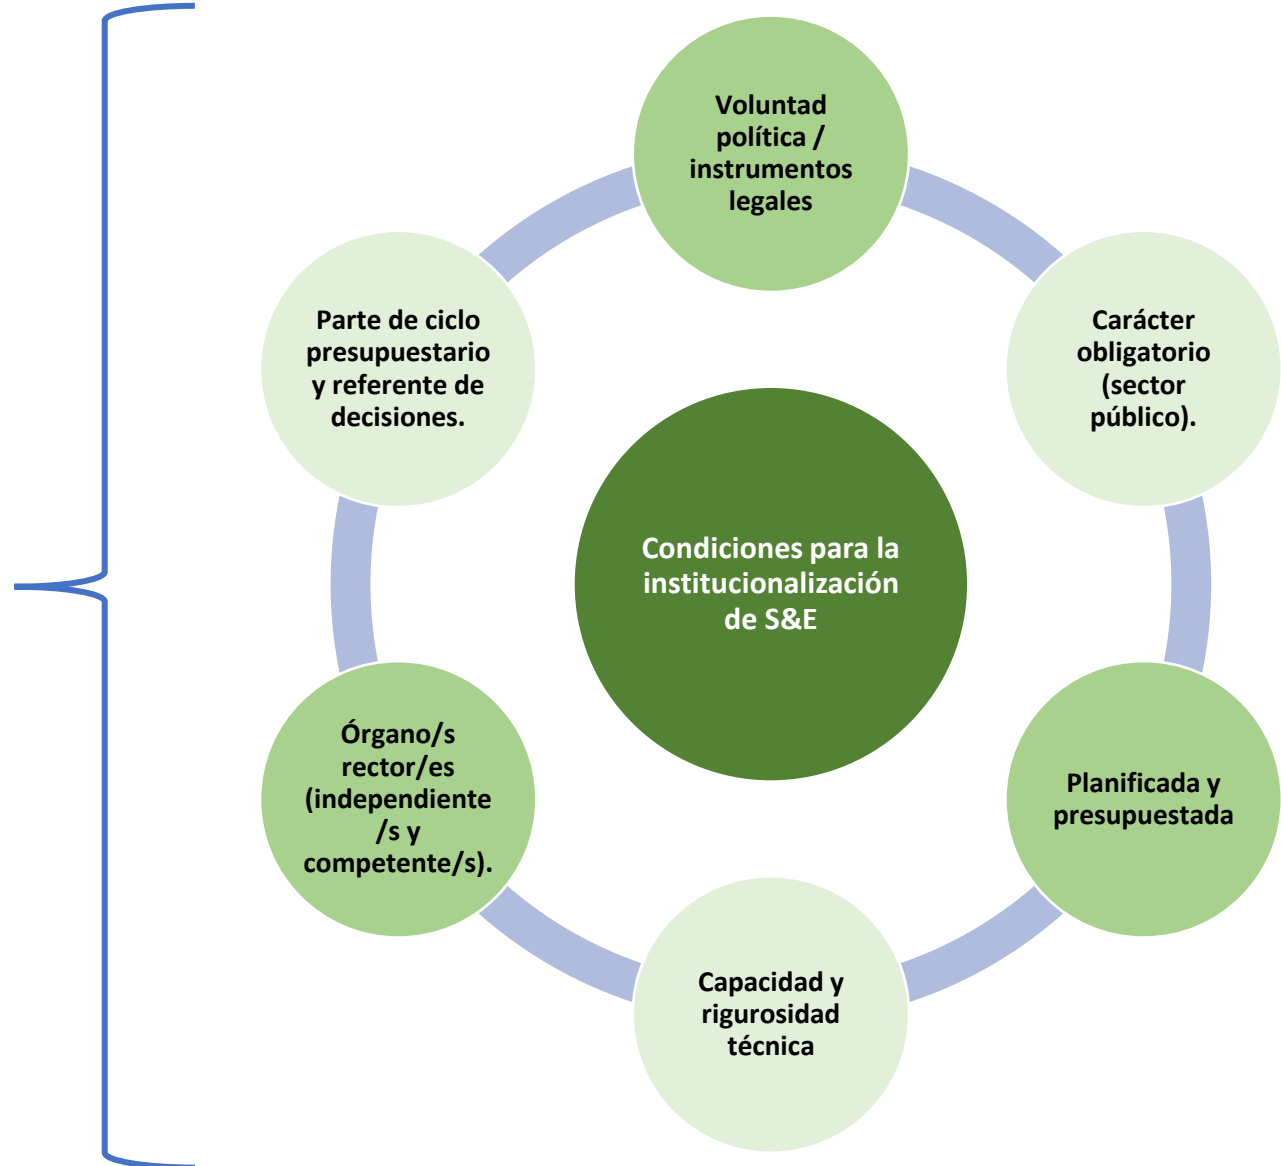 Voluntad
política /
instrumentos
legales
Carácter
obligatorio
(sector
público).
Planificada y
presupuestada
Capacidad y
rigurosidad
técnica
Órgano/s
rector/es
(independiente
/s y
competente/s).
Parte de ciclo
presupuestario
y referente de
decisiones.
Condiciones para la
institucionalización
de S&E